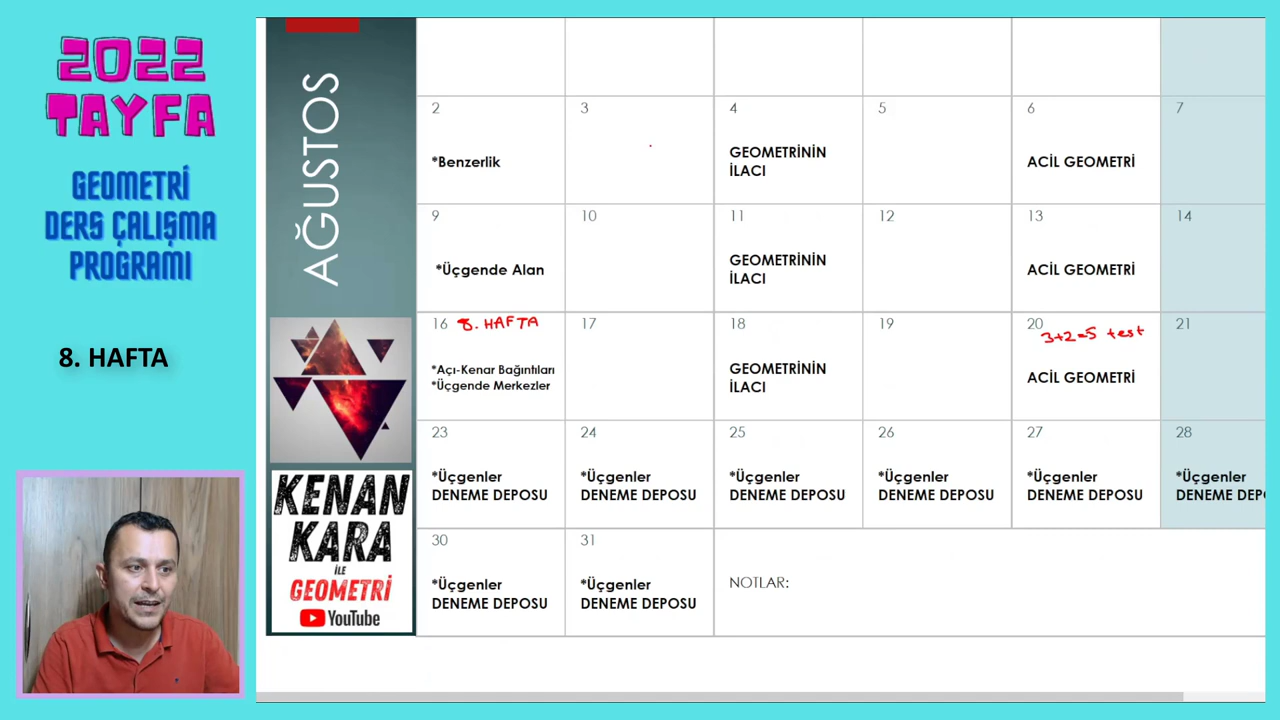 2022
TAYFA
GEOMETRİ
DERS ÇALIŞMA
PROGRAMI
8. HAFTA
AĞUSTOS
KENAN
KARA
İLE
GEOMETRİ
YouTube
2
3
4
5
6
7
*Benzerlik
GEOMETRİNİN
İLACI
ACİL GEOMETRİ
9
10
11
12
13
14
*Üçgende Alan
GEOMETRİNİN
İLACI
ACİL GEOMETRİ
16 8. HAFTA
17
18
19
20 3+2=5 test
21
*Açı-Kenar Bağıntıları
*Üçgende Merkezler
GEOMETRİNİN
İLACI
ACİL GEOMETRİ
23
24
25
26
27
28
*Üçgenler
DENEME DEPOSU
*Üçgenler
DENEME DEPOSU
*Üçgenler
DENEME DEPOSU
*Üçgenler
DENEME DEPOSU
*Üçgenler
DENEME DEPOSU
*Üçgenler
DENEME DEP
30
31
*Üçgenler
DENEME DEPOSU
*Üçgenler
DENEME DEPOSU
NOTLAR: